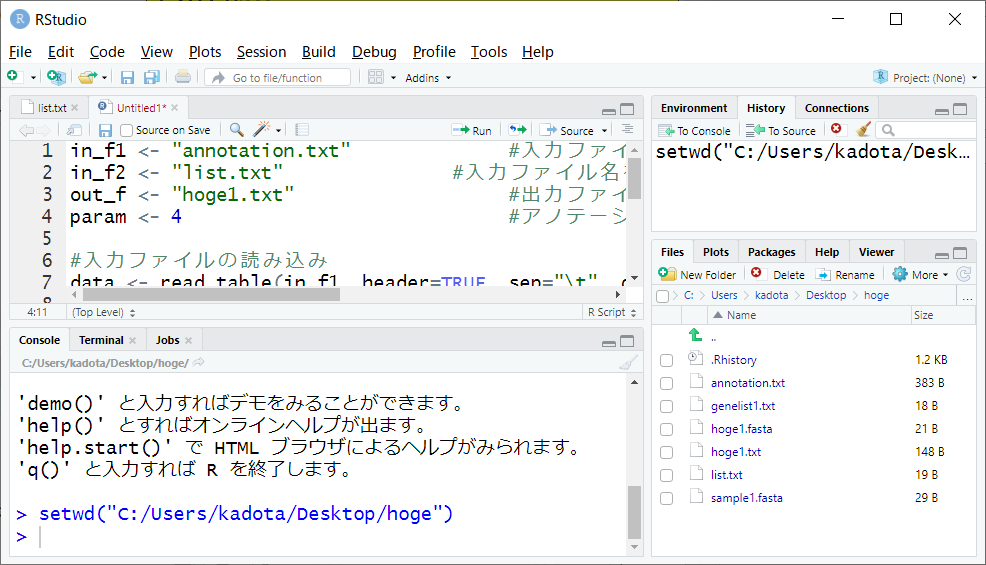 RStudio
File Edit Code View Plots Session Build Debug Profile Tools Help
Go to file/function Addins Project: (None)
list.txt Untitled1*
Source on Save Run Source
1 in_f1 <- "annotation.txt" #入力ファイ
2 in_f2 <- "list.txt" #入力ファイル名
3 out_f <- "hoge1.txt" #出力ファイ
4 param <- 4 #アノテーシ
5
6 #入力ファイルの読み込み
7 data <- read.table(in_f1, header=TRUE, sep="\t",
8
4:11 (Top Level) R Script
Console Terminal Jobs
C:/Users/kadota/Desktop/hoge/
'demo()' と入力すればデモをみることができます。
'help()' とすればオンラインヘルプが出ます。
'help.start()' で HTML ブラウザによるヘルプがみられます。
'q()' と入力すれば R を終了します。
> setwd("C:/Users/kadota/Desktop/hoge")
>
Environment History Connections
To Console To Source
setwd("C:/Users/kadota/Desk...
Files Plots Packages Help Viewer
New Folder Delete Rename More
C: Users kadota Desktop hoge ...
Name Size
..
.Rhistory 1.2 KB
annotation.txt 383 B
genelist1.txt 18 B
hoge1.fasta 21 B
hoge1.txt 148 B
list.txt 19 B
sample1.fasta 29 B